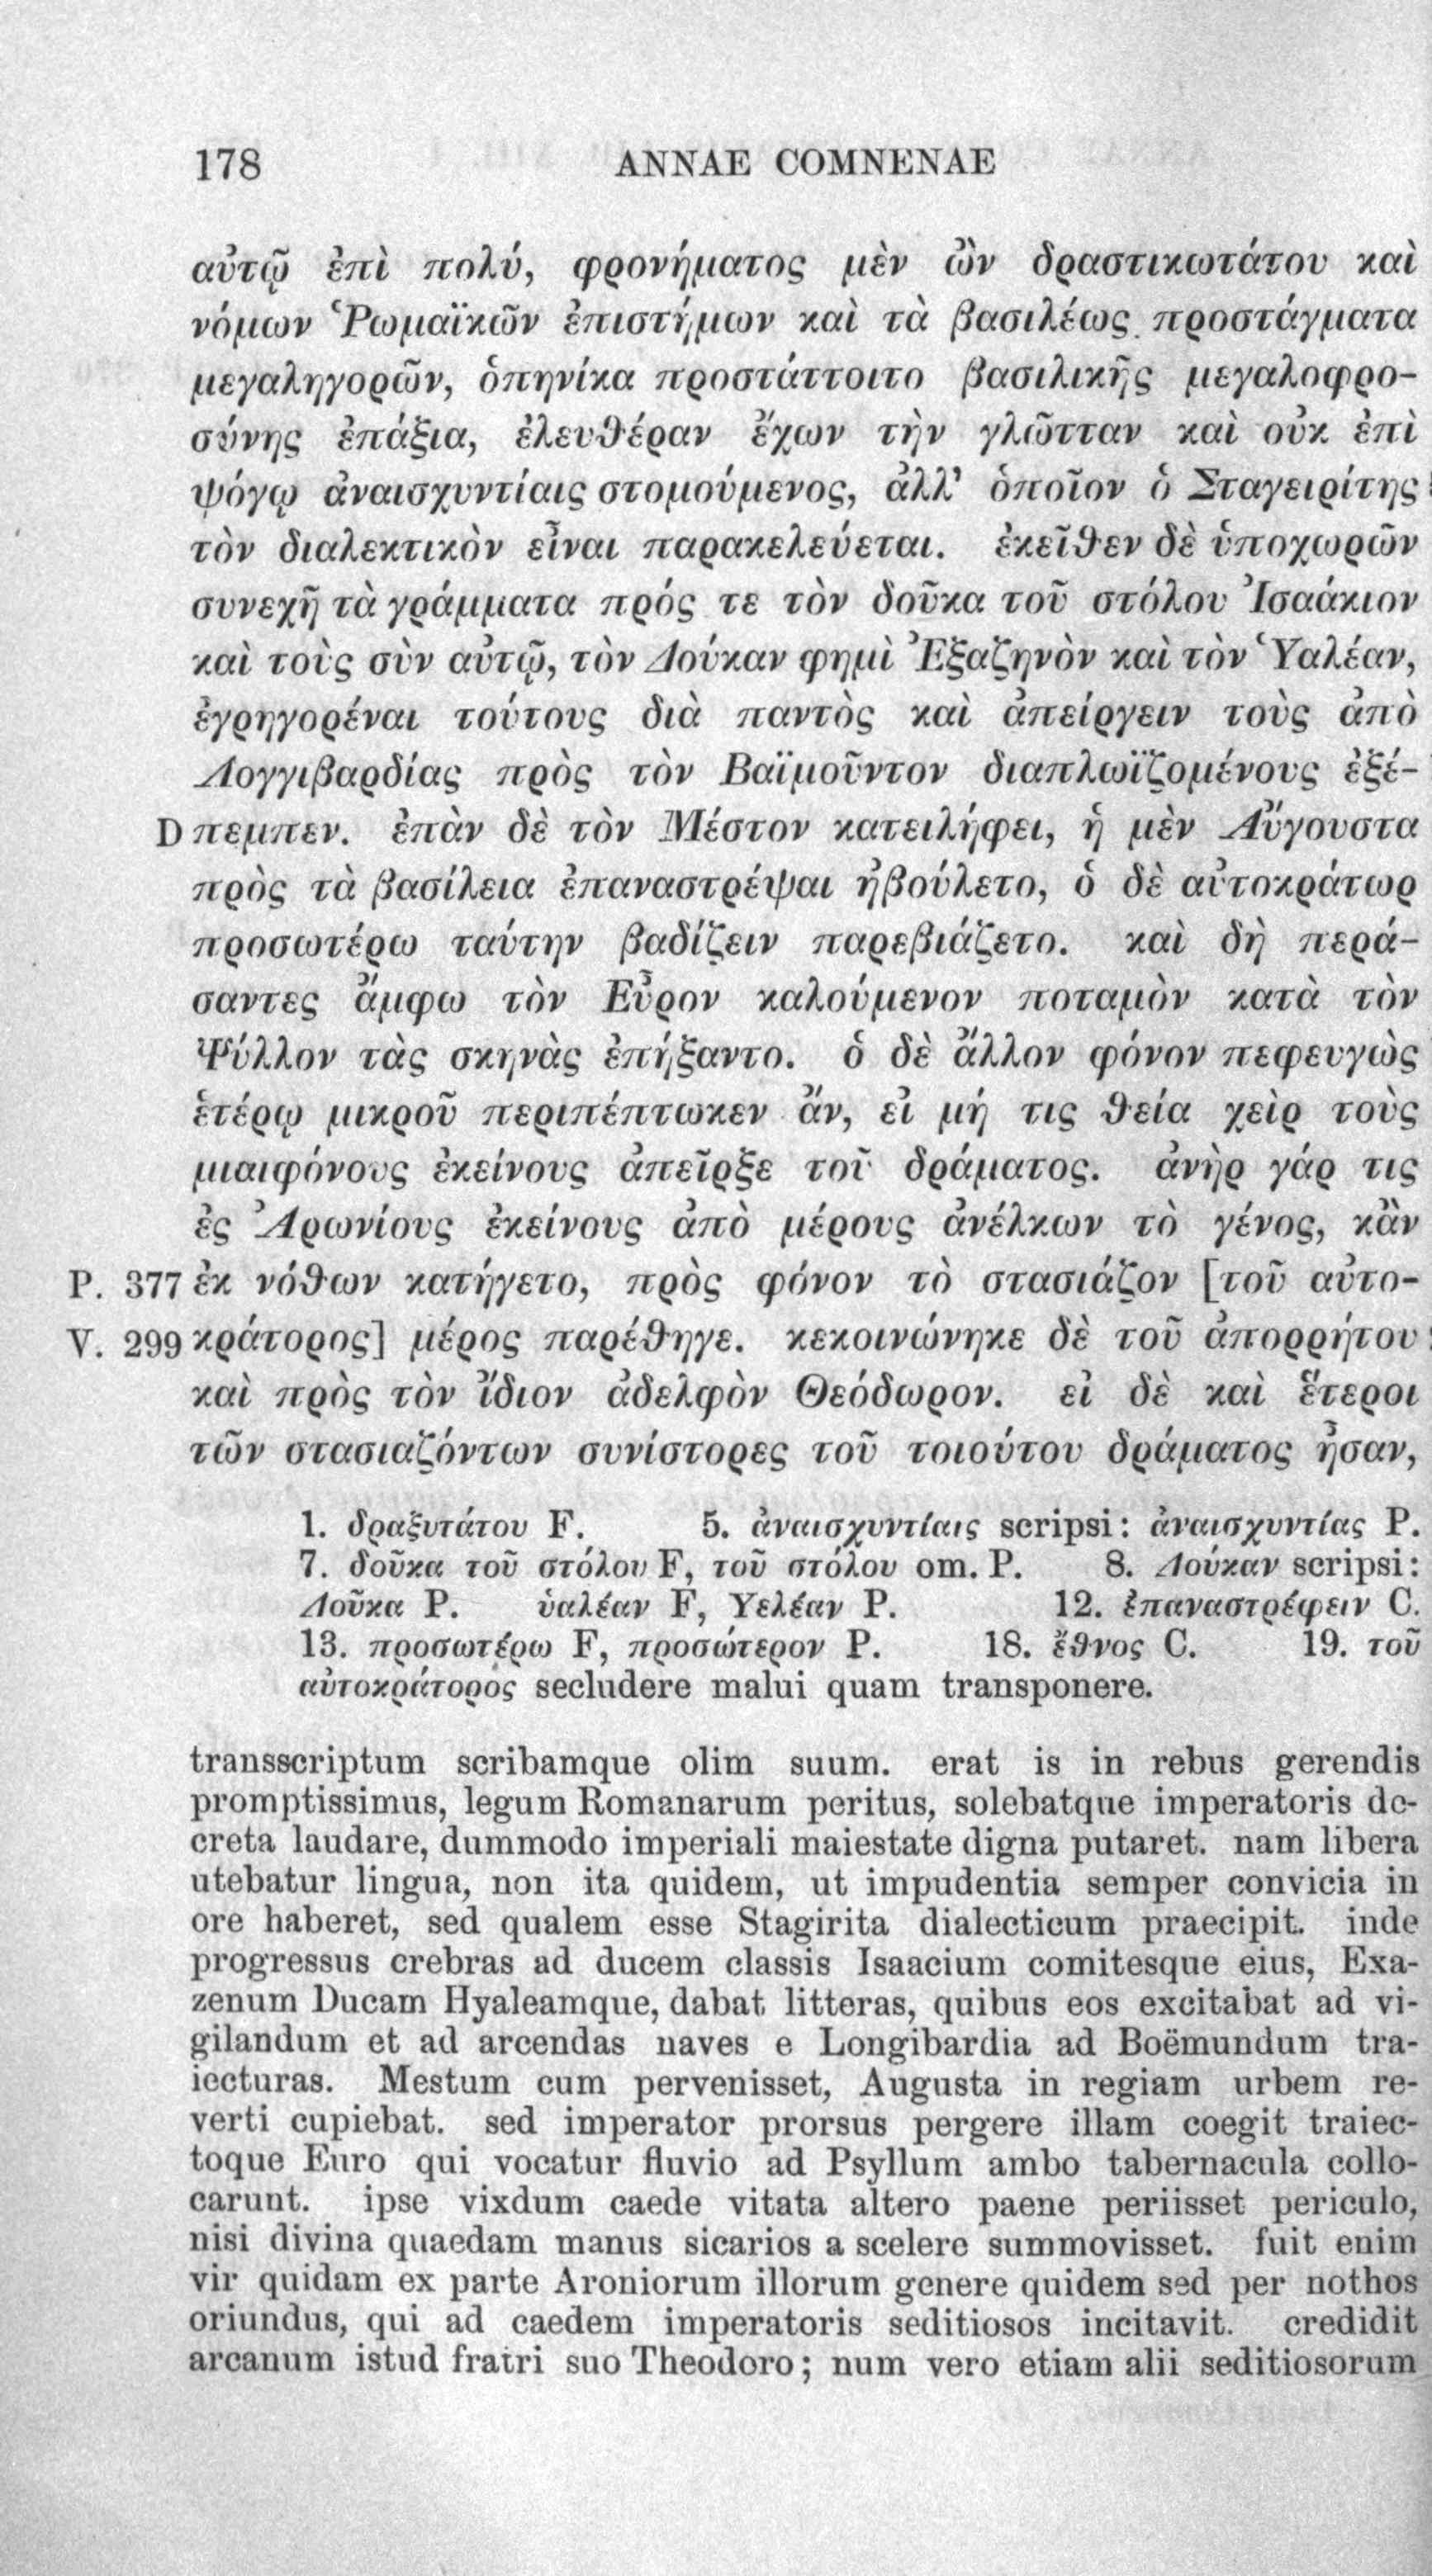 178 ANNAE COMNENAE
αὐτῷ ἐπὶ πολύ, φρονήματος μὲν ὢν δραστικωτάτου καὶ
νόμων Ῥωμαϊκῶν ἐπιστήμων καὶ τὰ βασιλέως προστάγματα
μεγαληγορῶν, ὁπηνίκα προστάττοιτο βασιλικῆς μεγαλοφρο-
σύνης ἐπάξια, ἐλευθέραν ἔχων τὴν γλῶτταν καὶ οὐκ ἐπὶ
ψόγῳ ἀναισχυντίαις στομούμενος, ἀλλ’ ὁποῖον ὁ Σταγειρίτης
τὸν διαλεκτικὸν εἶναι παρακελεύεται. ἐκεῖθεν δὲ ὑποχωρῶν
συνεχῆ τὰ γράμματα πρός τε τὸν δοῦκα τοῦ στόλου Ἰσαάκιον
καὶ τοὺς σὺν αὐτῷ, τὸν Δούκαν φημὶ Ἐξαζηνὸν καὶ τὸν Ὑαλέαν,
ἐγρηγορέναι τούτους διὰ παντὸς καὶ ἀπείργειν τοὺς ἀπὸ
Λογγιβαρδίας πρὸς τὸν Βαϊμοῦντον διαπλωϊζομένους ἐξέ-
D πεμπεν. ἐπὰν δὲ τὸν Μέστον κατειλήφει, ἡ μὲν Αὔγουστα
πρὸς τὰ βασίλεια ἐπαναστρέψαι ἠβούλετο, ὁ δὲ αὐτοκράτωρ
προσωτέρω ταύτην βαδίζειν παρεβιάζετο. καὶ δὴ περά-
σαντες ἄμφω τὸν Εὖρον καλούμενον ποταμὸν κατὰ τὸν
Ψύλλον τὰς σκηνὰς ἐπήξαντο. ὁ δὲ ἄλλον φόνον πεφευγὼς
ἑτέρῳ μικροῦ περιπέπτωκεν ἄν, εἰ μή τις θεία χεὶρ τοὺς
μιαιφόνους ἐκείνους ἀπεῖρξε τοῦ δράματος. ἀνὴρ γάρ τις
ἐς Ἀρωνίους ἐκείνους ἀπὸ μέρους ἀνέλκων τὸ γένος, κἂν
P. 377 ἐκ νόθων κατήγετο, πρὸς φόνον τὸ στασιάζον [τοῦ αὐτο-
V. 299 κράτορος] μέρος παρέθηγε. κεκοινώνηκε δὲ τοῦ ἀπορρήτου
καὶ πρὸς τὸν ἴδιον ἀδελφὸν Θεόδωρον. εἰ δὲ καὶ ἕτεροι
τῶν στασιαζόντων συνίστορες τοῦ τοιούτου δράματος ἦσαν,
1. δραξυτάτου F. 5. ἀναισχυντίαις scripsi: ἀναισχυντίας P.
7. δοῦκα τοῦ στόλου F, τοῦ στόλου om. P. 8. Δούκαν scripsi:
Δοῦκα P. ὑαλέαν F, Υελέαν P. 12. ἐπαναστρέφειν C.
13. προσωτέρω F, προσώτερον P. 18. ἔθνος C. 19. τοῦ
αὐτοκράτορος secludere malui quam transponere.
transscriptum scribamque olim suum. erat is in rebus gerendis
promptissimus, legum Romanarum peritus, solebatque imperatoris de-
creta laudare, dummodo imperiali maiestate digna putaret. nam libera
utebatur lingua, non ita quidem, ut impudentia semper convicia in
ore haberet, sed qualem esse Stagirita dialecticum praecipit. inde
progressus crebras ad ducem classis Isaacium comitesque eius, Exa-
zenum Ducam Hyaleamque, dabat litteras, quibus eos excitabat ad vi-
gilandum et ad arcendas naves e Longibardia ad Boëmundum tra-
iecturas. Mestum cum pervenisset, Augusta in regiam urbem re-
verti cupiebat. sed imperator prorsus pergere illam coegit traiec-
toque Euro qui vocatur fluvio ad Psyllum ambo tabernacula collo-
carunt. ipse vixdum caede vitata altero paene periisset periculo,
nisi divina quaedam manus sicarios a scelere summovisset. fuit enim
vir quidam ex parte Aroniorum illorum genere quidem sed per nothos
oriundus, qui ad caedem imperatoris seditiosos incitavit. credidit
arcanum istud fratri suo Theodoro; num vero etiam alii seditiosorum